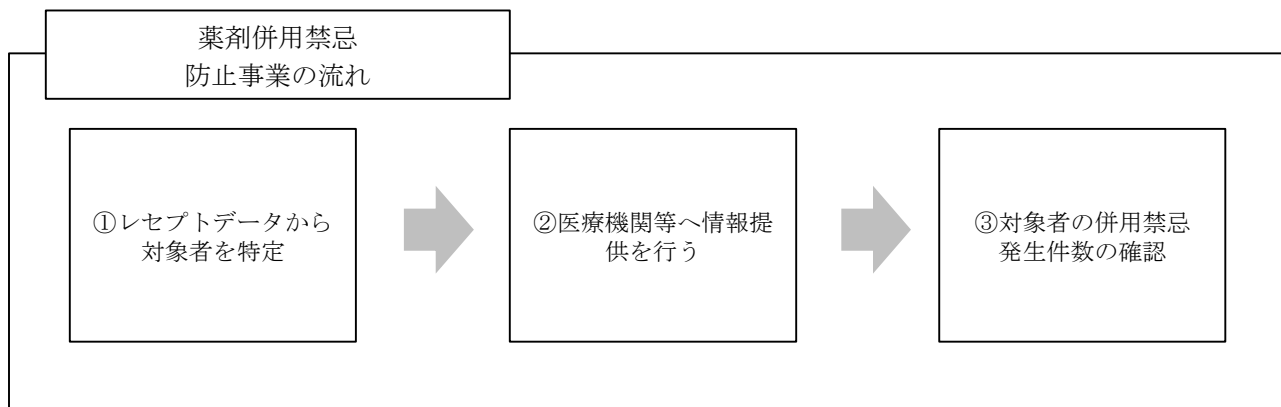 薬剤併用禁忌
防止事業の流れ
①レセプトデータから
対象者を特定
②医療機関等へ情報提
供を行う
③対象者の併用禁忌
発生件数の確認